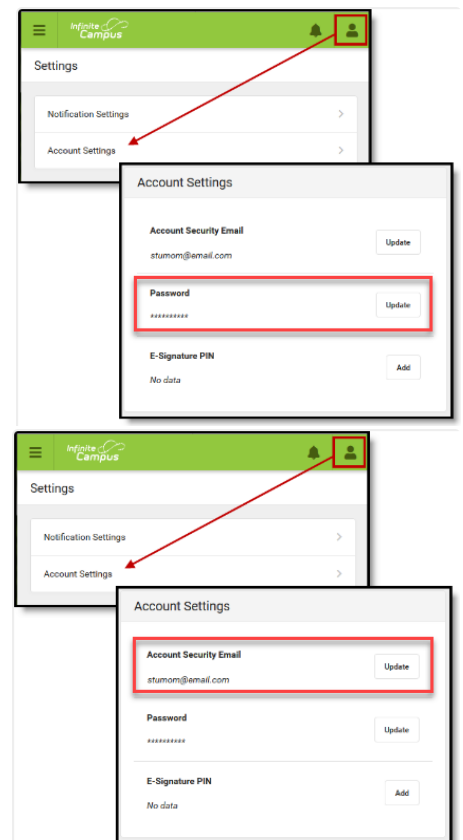 Infinite
Campus
Settings
Notification Settings
Account Settings
Account Settings
Account Security Email
stumom@email.com
Update
Password
**********
Update
E-Signature PIN
No data
Add
Infinite
Campus
Settings
Notification Settings
Account Settings
Account Settings
Account Security Email
stumom@email.com
Update
Password
**********
Update
E-Signature PIN
No data
Add